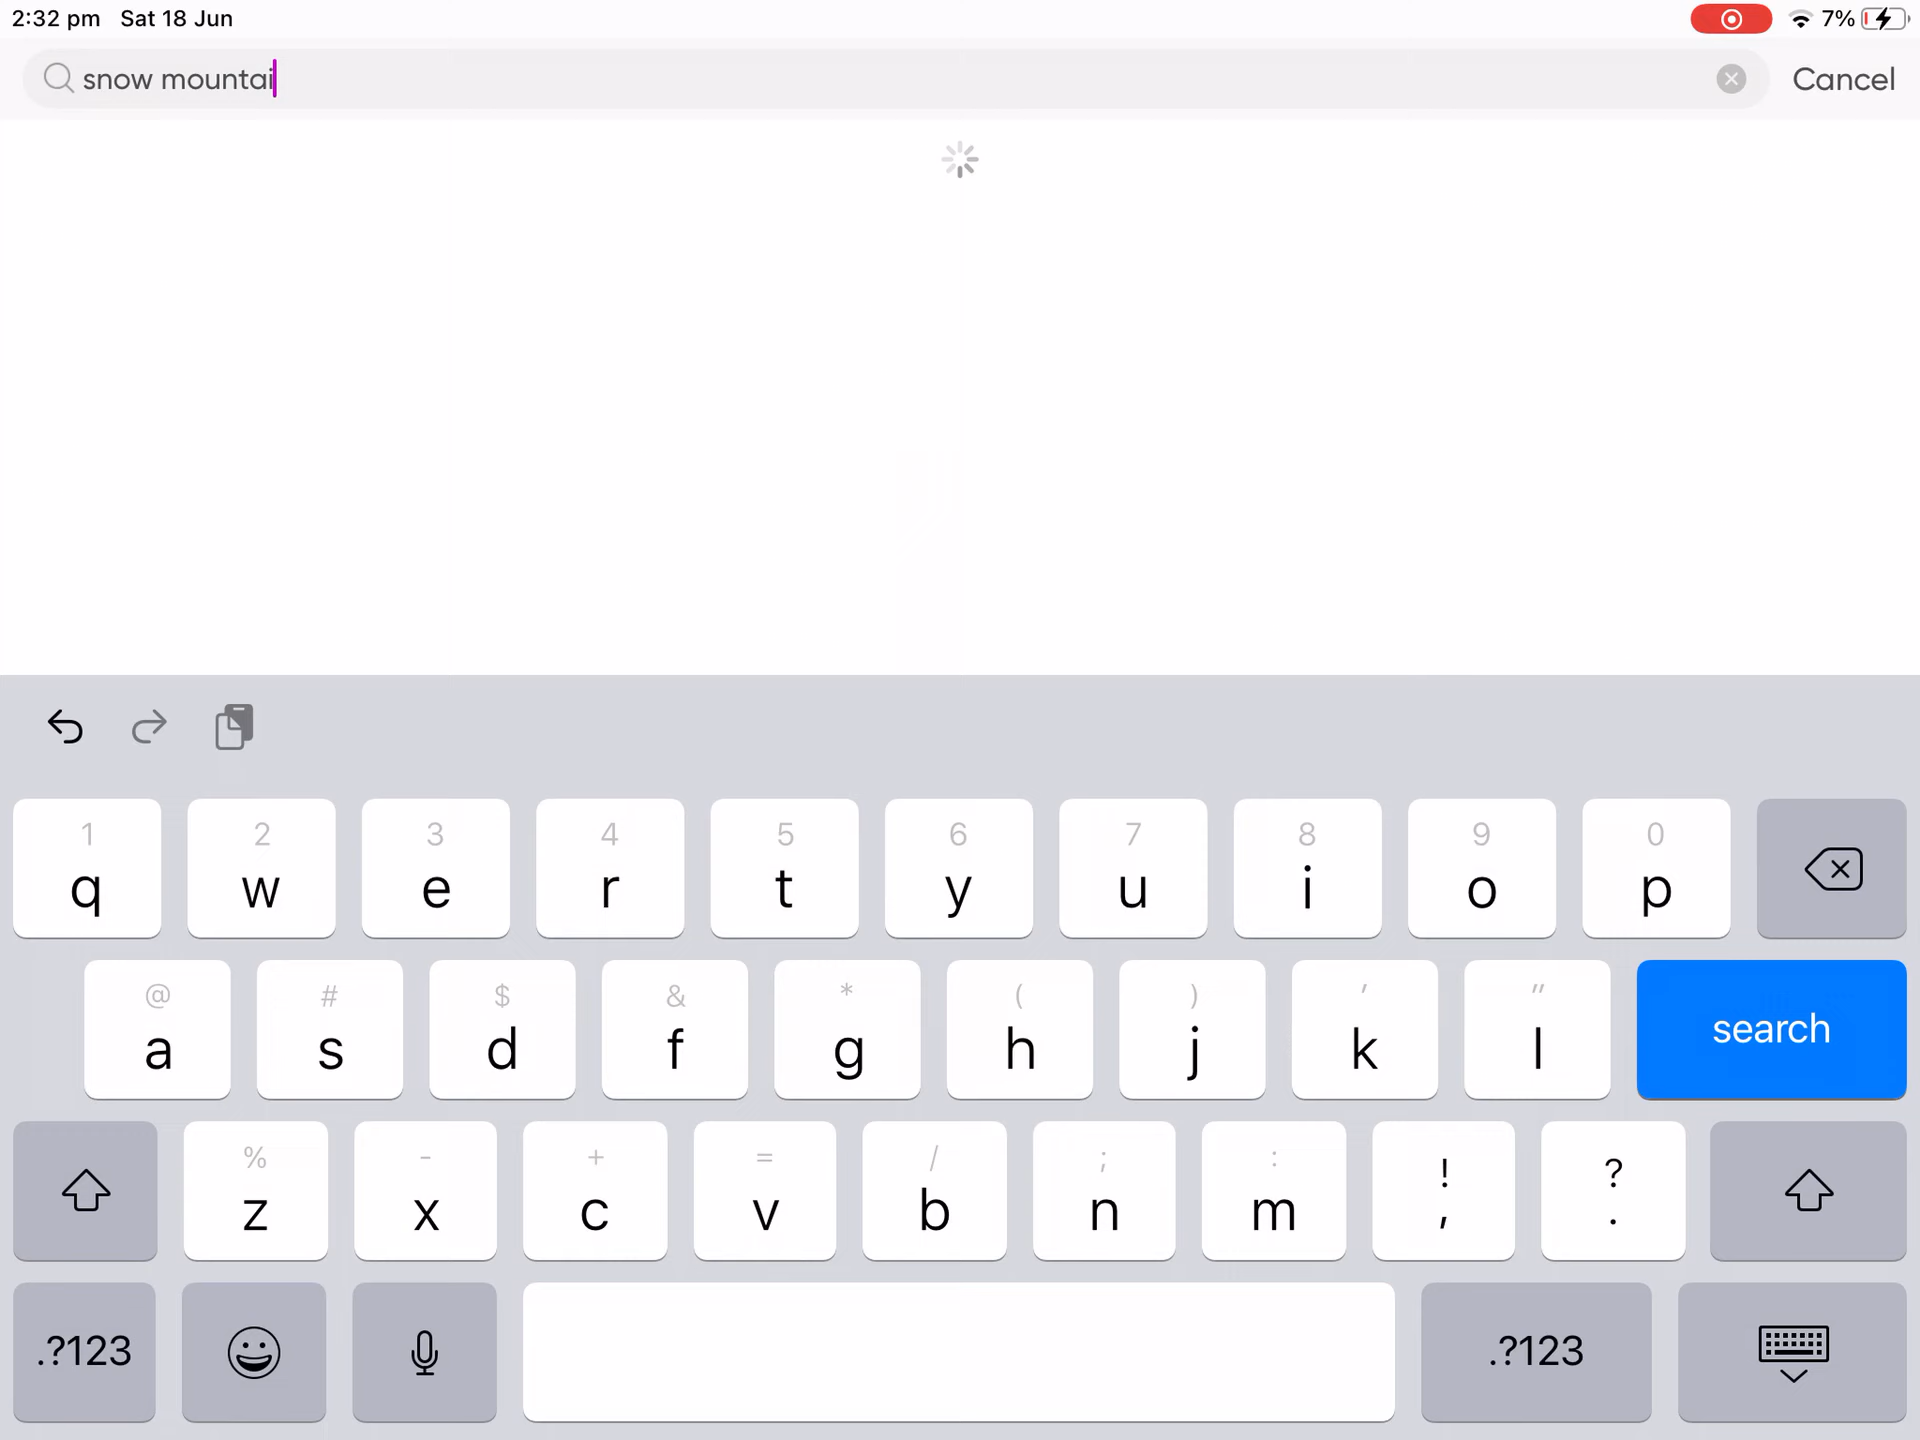 2:32 pm Sat 18 Jun 7%
snow mountai Cancel
1 2 3 4 5 6 7 8 9 0
q w e r t y u i o p
@ # $ & * ( ) ' "
a s d f g h j k l search
% - + = / ; : ! ?
z x c v b n m , .
.?123 .?123